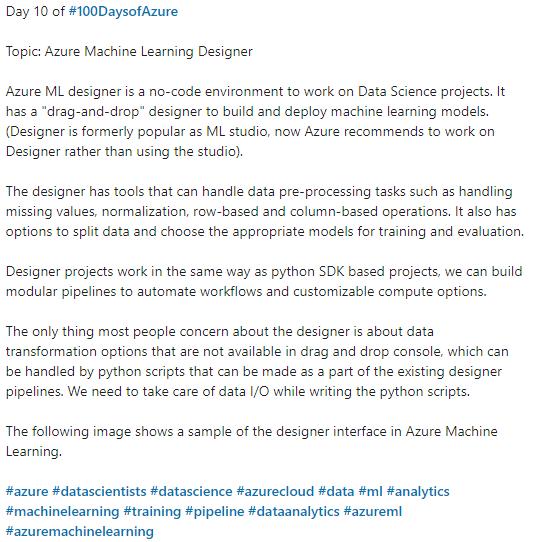 Day 10 of #100DaysofAzure
Topic: Azure Machine Learning Designer
Azure ML designer is a no-code environment to work on Data Science projects. It
has a "drag-and-drop" designer to build and deploy machine learning models.
(Designer is formerly popular as ML studio, now Azure recommends to work on
Designer rather than using the studio).
The designer has tools that can handle data pre-processing tasks such as handling
missing values, normalization, row-based and column-based operations. It also has
options to split data and choose the appropriate models for training and evaluation.
Designer projects work in the same way as python SDK based projects, we can build
modular pipelines to automate workflows and customizable compute options.
The only thing most people concern about the designer is about data
transformation options that are not available in drag and drop console, which can
be handled by python scripts that can be made as a part of the existing designer
pipelines. We need to take care of data I/O while writing the python scripts.
The following image shows a sample of the designer interface in Azure Machine
Learning.
#azure #datascientists #datascience #azurecloud #data #ml #analytics
#machinelearning #training #pipeline #dataanalytics #azureml
#azuremachinelearning